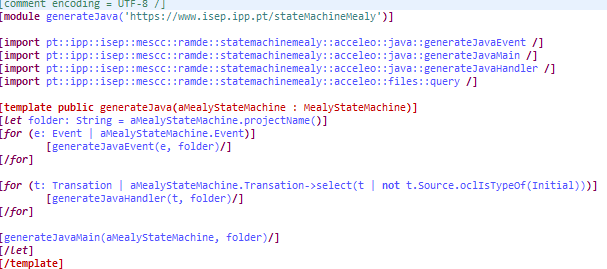 [comment encoding = UTF-8 /]
[module generateJava('https://www.isep.ipp.pt/stateMachineMealy')]
[import pt::ipp::isep::mescc::ramde::statemachinemealy::acceleo::java::generateJavaEvent /]
[import pt::ipp::isep::mescc::ramde::statemachinemealy::acceleo::java::generateJavaMain /]
[import pt::ipp::isep::mescc::ramde::statemachinemealy::acceleo::java::generateJavaHandler /]
[import pt::ipp::isep::mescc::ramde::statemachinemealy::acceleo::files::query /]
[template public generateJava(aMealyStateMachine : MealyStateMachine)]
[let folder: String = aMealyStateMachine.projectName()]
[for (e: Event | aMealyStateMachine.Event)]
[generateJavaEvent(e, folder)/]
[/for]
[for (t: Transation | aMealyStateMachine.Transation->select(t | not t.Source.oclIsTypeOf(Initial)))]
[generateJavaHandler(t, folder)/]
[/for]
[generateJavaMain(aMealyStateMachine, folder)/]
[/let]
[/template]